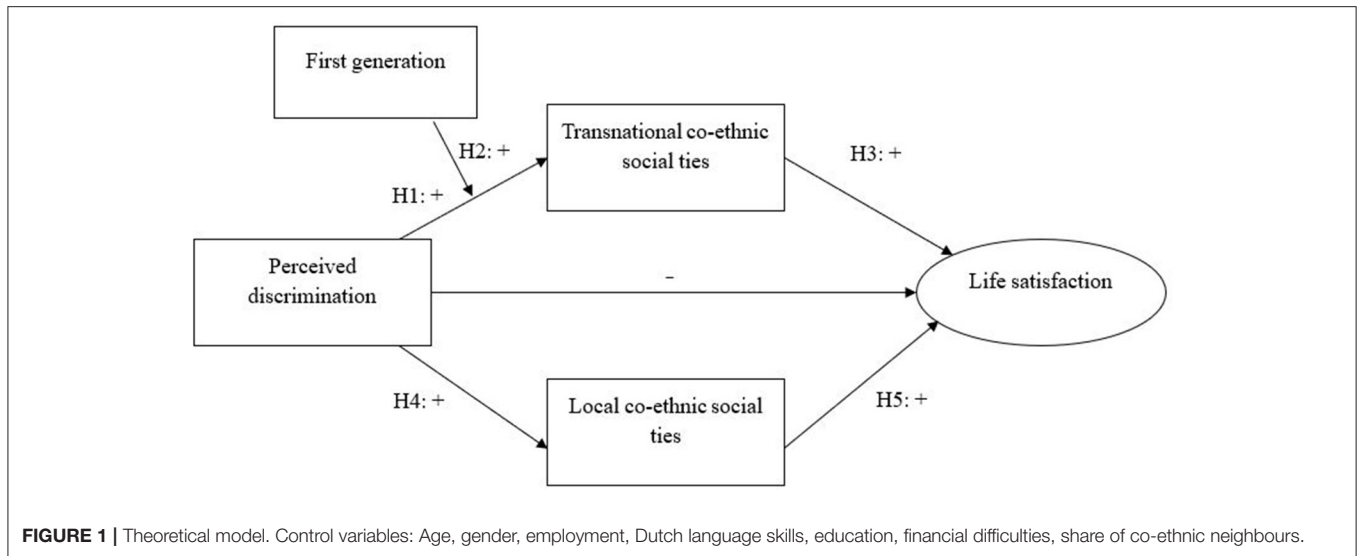 First generation
Transnational co-ethnic
social ties
H2: +
H3: +
H1: +
Perceived
discrimination
-
Life satisfaction
H4: +
Local co-ethnic social
ties
H5: +
FIGURE 1 | Theoretical model. Control variables: Age, gender, employment, Dutch language skills, education, financial difficulties, share of co-ethnic neighbours.